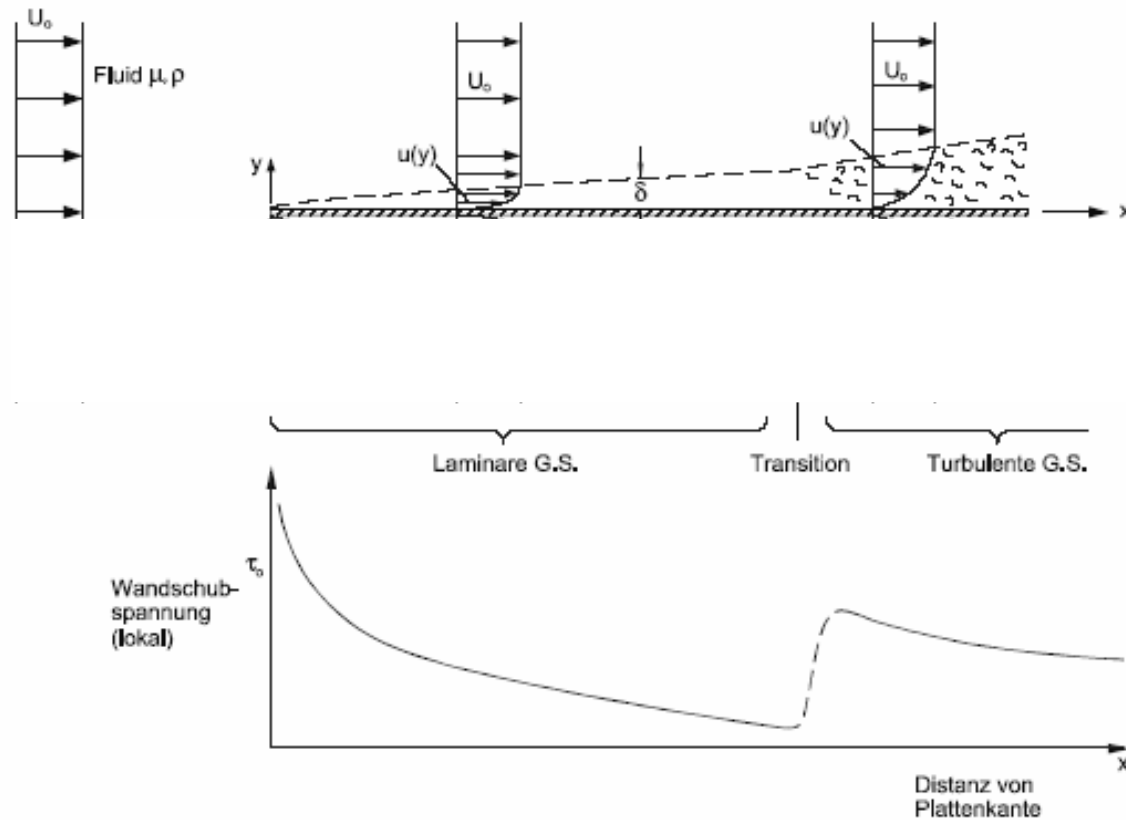 U₀
Fluid μ, ρ
U₀
U₀
u(y)
u(y)
y
δ
x
Laminare G.S.
Transition
Turbulente G.S.
τ₀
Wandschub-
spannung
(lokal)
x
Distanz von
Plattenkante